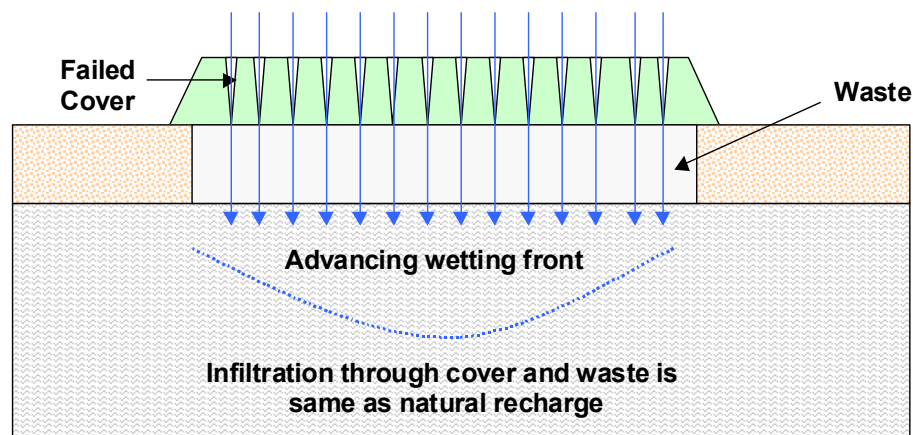 Failed
Cover
Waste
Advancing wetting front
Infiltration through cover and waste is
same as natural recharge